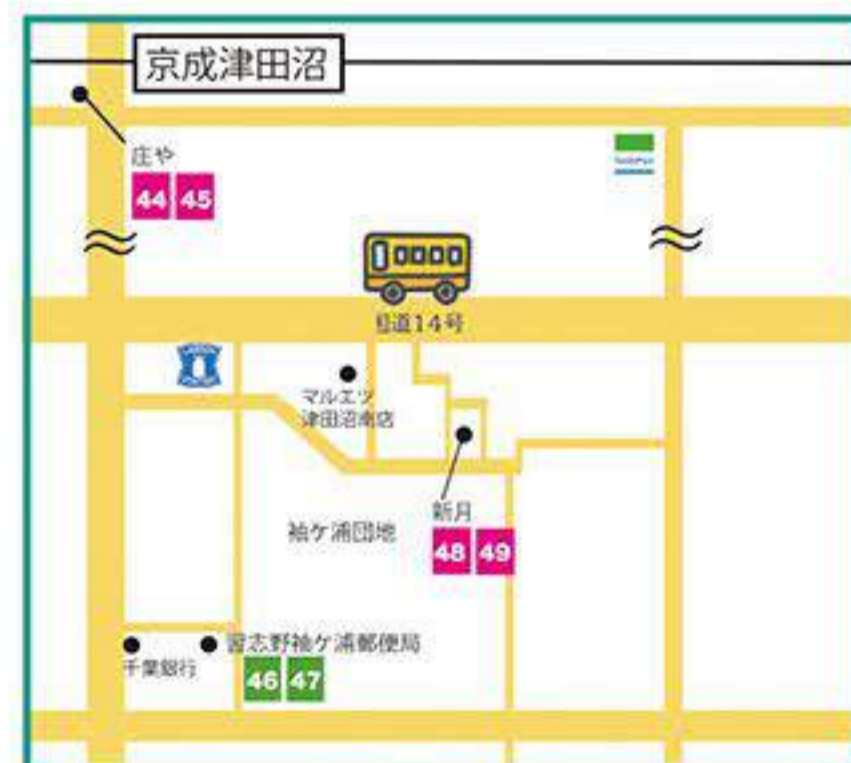 京成津田沼
庄や
44 45
FamilyMart
国道14号
マルエツ
津田沼南店
新月
48 49
袖ケ浦団地
習志野袖ケ浦郵便局
千葉銀行
46 47